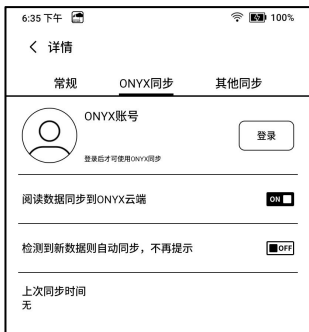 6:35 下午 100%
详情
常规 ONYX同步 其他同步
ONYX账号
登录
登录后才可使用ONYX同步
阅读数据同步到ONYX云端 ON
检测到新数据则自动同步，不再提示 OFF
上次同步时间
无